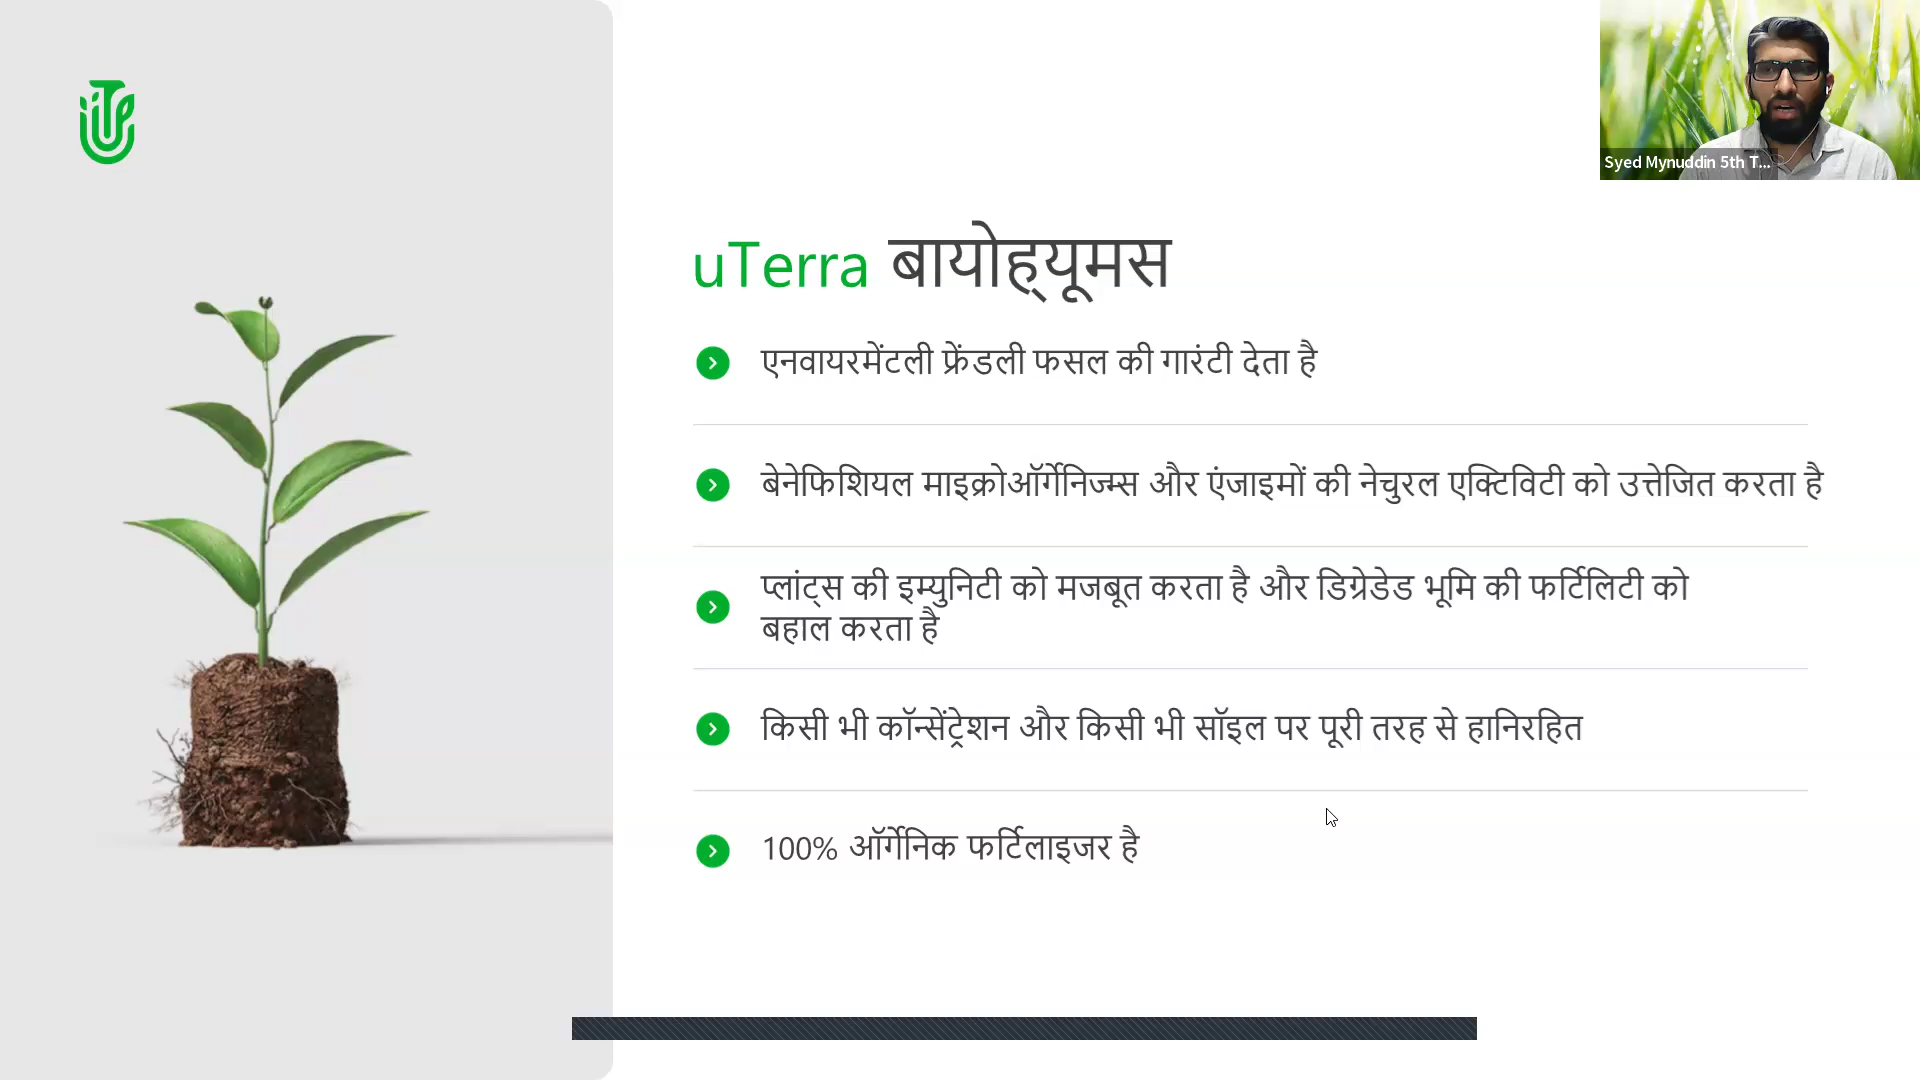 Syed Mynuddin 5th T...
uTerra बायोह्यूमस
एनवायरमेंटली फ्रेंडली फसल की गारंटी देता है
बेनेफिशियल माइक्रोऑर्गेनिज्म्स और एंजाइमों की नेचुरल एक्टिविटी को उत्तेजित करता है
प्लांट्स की इम्युनिटी को मजबूत करता है और डिग्रेडेड भूमि की फर्टिलिटी को
बहाल करता है
किसी भी कॉन्सेंट्रेशन और किसी भी सॉइल पर पूरी तरह से हानिरहित
100% ऑर्गेनिक फर्टिलाइजर है